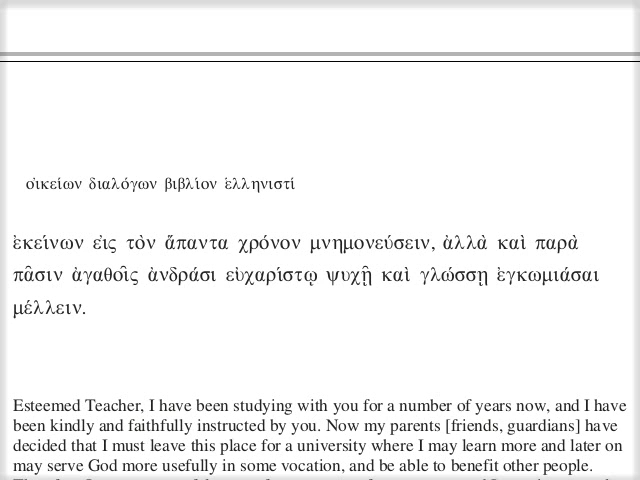 οἰκείων διαλόγων βιβλίον ἑλληνιστί
ἐκείνων εἰς τὸν ἅπαντα χρόνον μνημονεύσειν, ἀλλὰ καὶ παρὰ
πᾶσιν ἀγαθοῖς ἀνδράσι εὐχαρίστῳ ψυχῇ καὶ γλώσσῃ ἐγκωμιάσαι
μέλλειν.
Esteemed Teacher, I have been studying with you for a number of years now, and I have
been kindly and faithfully instructed by you. Now my parents [friends, guardians] have
decided that I must leave this place for a university where I may learn more and later on
may serve God more usefully in some vocation, and be able to benefit other people.